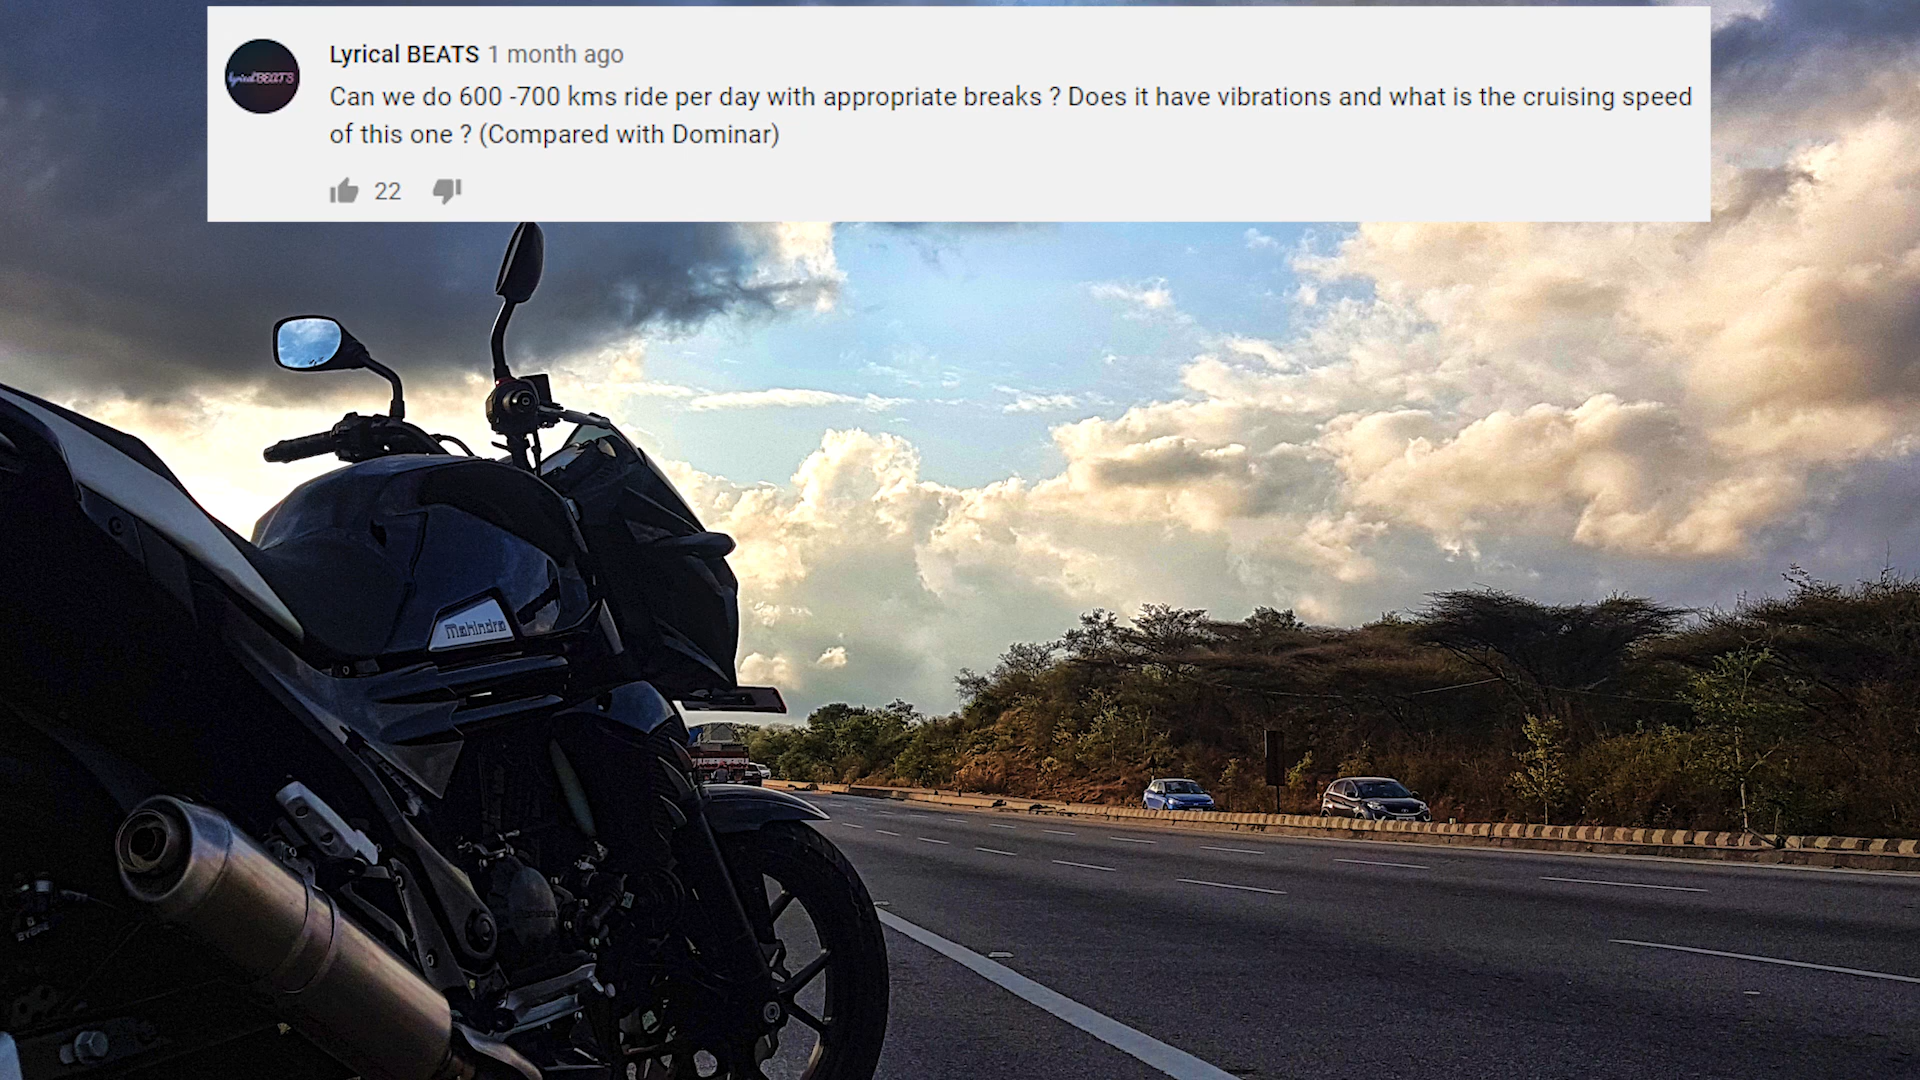 Lyrical BEATS 1 month ago
Can we do 600 -700 kms ride per day with appropriate breaks ? Does it have vibrations and what is the cruising speed
of this one ? (Compared with Dominar)
22
lyricalBEATS
Mahindra